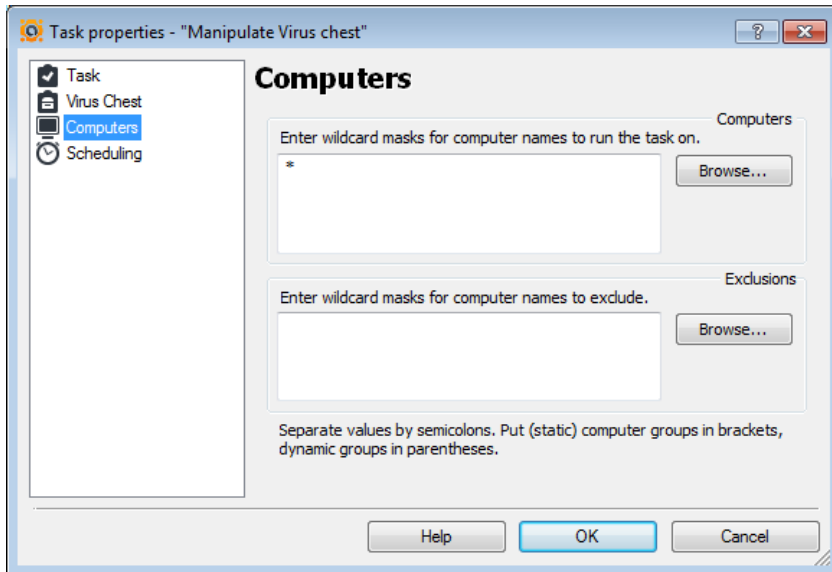 Task properties - "Manipulate Virus chest"
Task
Virus Chest
Computers
Scheduling
Computers
Computers
Enter wildcard masks for computer names to run the task on.
*
Browse...
Exclusions
Enter wildcard masks for computer names to exclude.
Browse...
Separate values by semicolons. Put (static) computer groups in brackets,
dynamic groups in parentheses.
Help
OK
Cancel